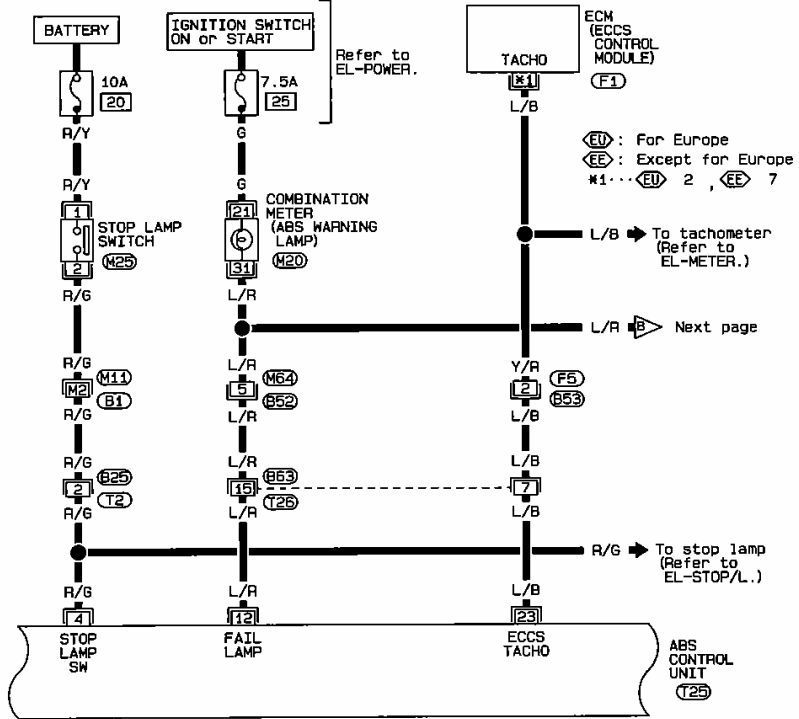 BATTERY
IGNITION SWITCH
ON or START
Refer to
EL-POWER.
ECM
(ECCS
CONTROL
MODULE)
TACHO
10A
20
7.5A
25
*1
F1
R/Y
G
L/B
EU : For Europe
EE : Except for Europe
*1··· EU 2 , EE 7
R/Y
G
1
STOP LAMP
SWITCH
2
M25
21
COMBINATION
METER
(ABS WARNING
LAMP)
31
M20
L/B
To tachometer
(Refer to
EL-METER.)
R/G
L/R
L/R
B
Next page
R/G
L/R
Y/R
M2
M11
B1
5
M64
B52
2
F5
B53
R/G
L/R
L/B
R/G
L/R
L/B
2
B25
T2
15
B63
T26
7
R/G
L/R
L/B
R/G
To stop lamp
(Refer to
EL-STOP/L.)
R/G
L/R
L/B
4
12
23
STOP
LAMP
SW
FAIL
LAMP
ECCS
TACHO
ABS
CONTROL
UNIT
T25